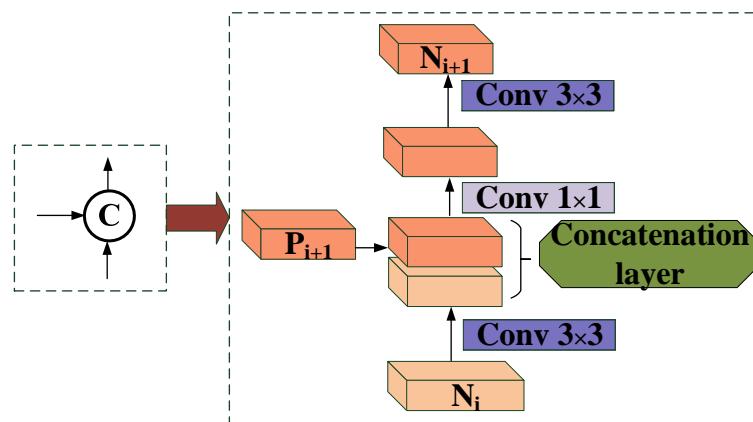 N_{i+1}
Conv 3×3
C
Conv 1×1
P_{i+1}
Concatenation
layer
Conv 3×3
N_i